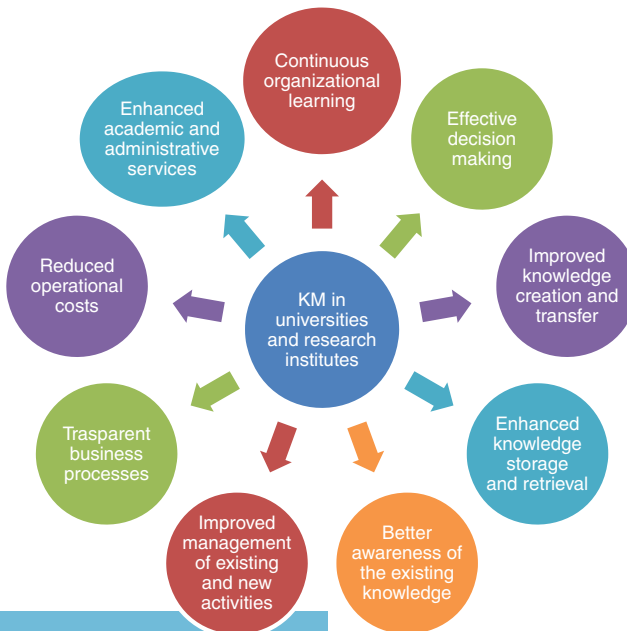 Continuous
organizational
learning
Effective
decision
making
Improved
knowledge
creation and
transfer
Enhanced
knowledge
storage
and retrieval
Better
awareness of
the existing
knowledge
Improved
management
of existing
and new
activities
Trasparent
business
processes
Reduced
operational
costs
Enhanced
academic and
administrative
services
KM in
universities
and research
institutes